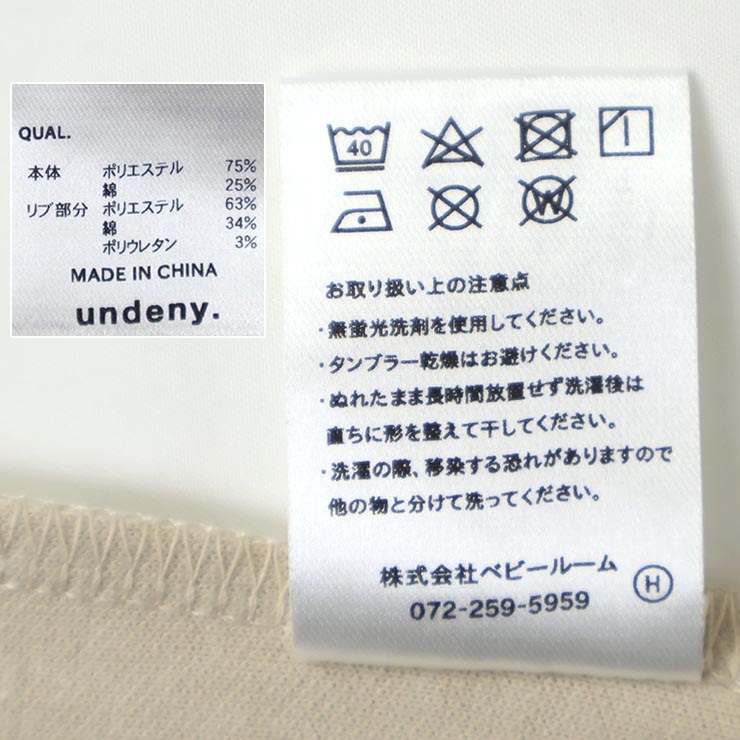 QUAL.
本体 ポリエステル 75%
綿 25%
リブ部分 ポリエステル 63%
綿 34%
ポリウレタン 3%
MADE IN CHINA
undeny.
40
W
お取り扱い上の注意点
・無蛍光洗剤を使用してください。
・タンブラー乾燥はお避けください。
・ぬれたまま長時間放置せず洗濯後は
直ちに形を整えて干してください。
・洗濯の際、移染する恐れがありますので
他の物と分けて洗ってください。
株式会社ベビールーム
072-259-5959
H